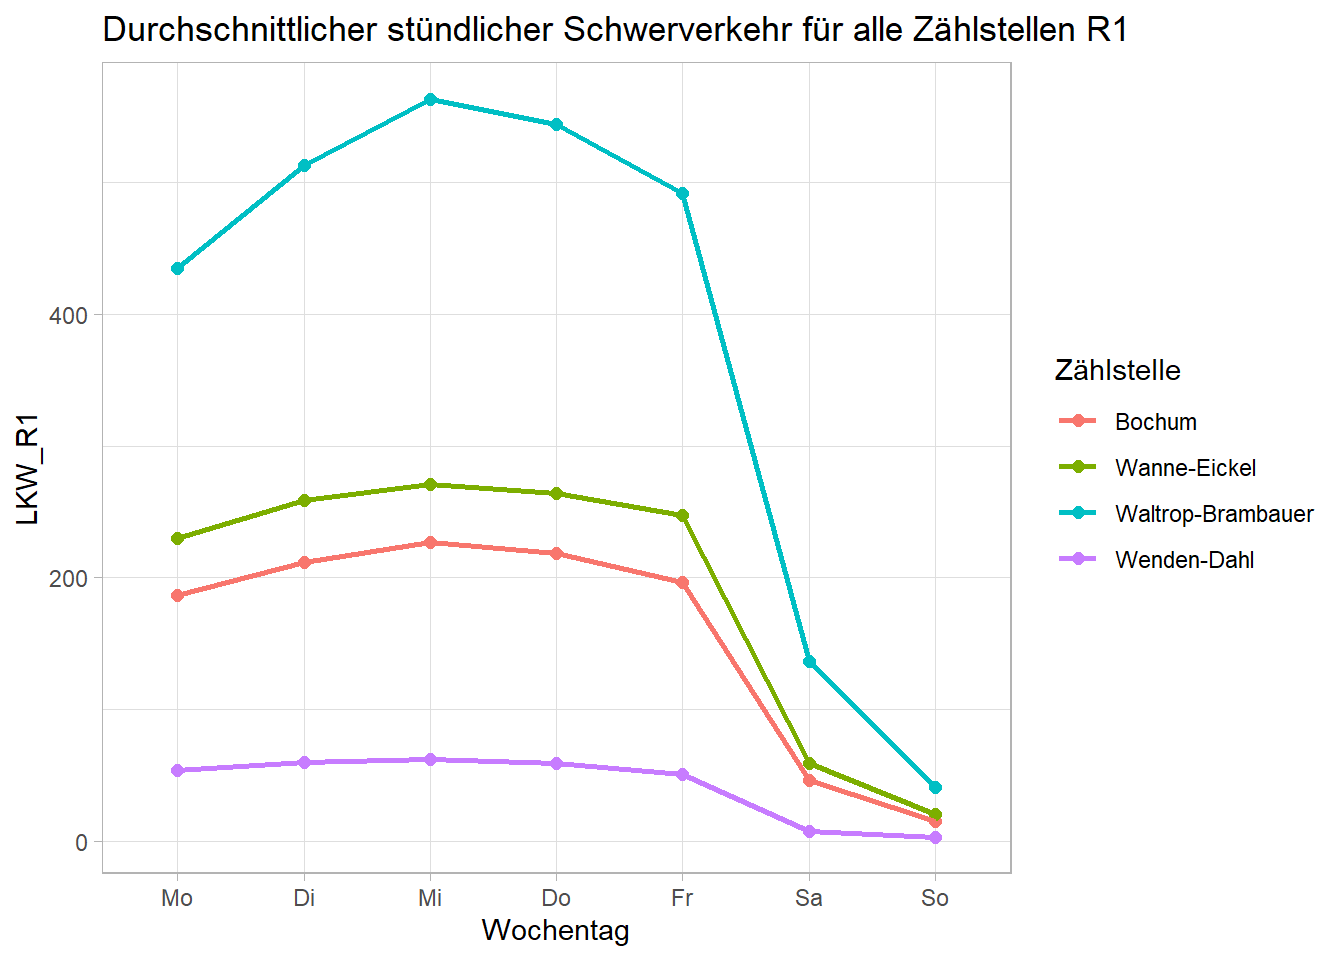 Durchschnittlicher stündlicher Schwerverkehr für alle Zählstellen R1
LKW_R1
400
200
0
Mo Di Mi Do Fr Sa So
Wochentag
Zählstelle
Bochum
Wanne-Eickel
Waltrop-Brambauer
Wenden-Dahl